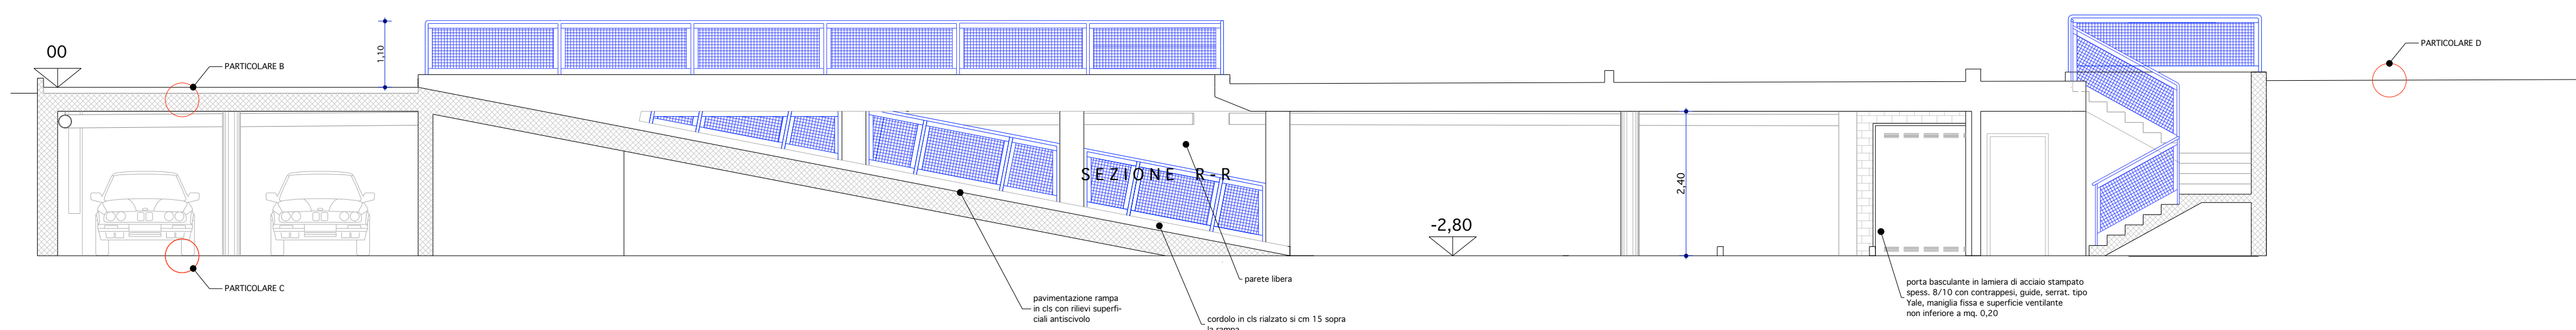 00
PARTICOLARE B
1,10
PARTICOLARE D
SEZIONE R-R
2,40
-2,80
PARTICOLARE C
parete libera
pavimentazione rampa
in cls con rilievi superfi-
ciali antiscivolo
cordolo in cls rialzato si cm 15 sopra
la rampa
porta basculante in lamiera di acciaio stampato
spess. 8/10 con contrappesi, guide, serrat. tipo
Yale, maniglia fissa e superficie ventilante
non inferiore a mq. 0,20